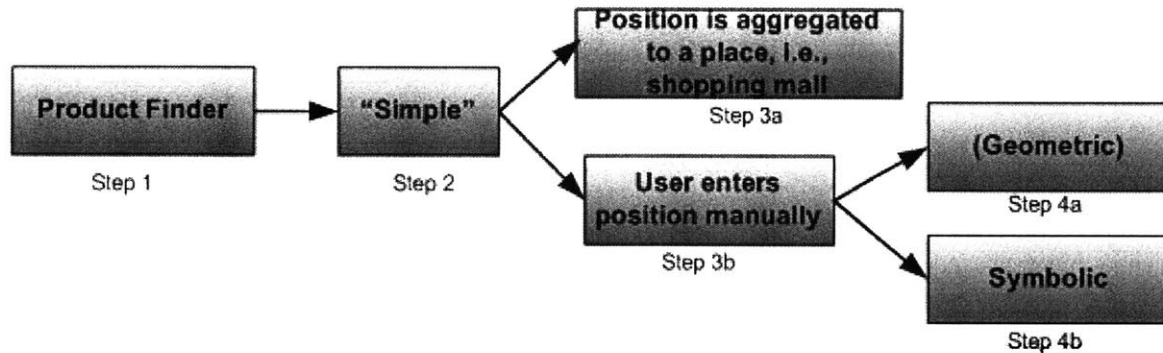 Product Finder
Step 1
“Simple”
Step 2
Position is aggregated
to a place, i.e.,
shopping mall
Step 3a
User enters
position manually
Step 3b
(Geometric)
Step 4a
Symbolic
Step 4b